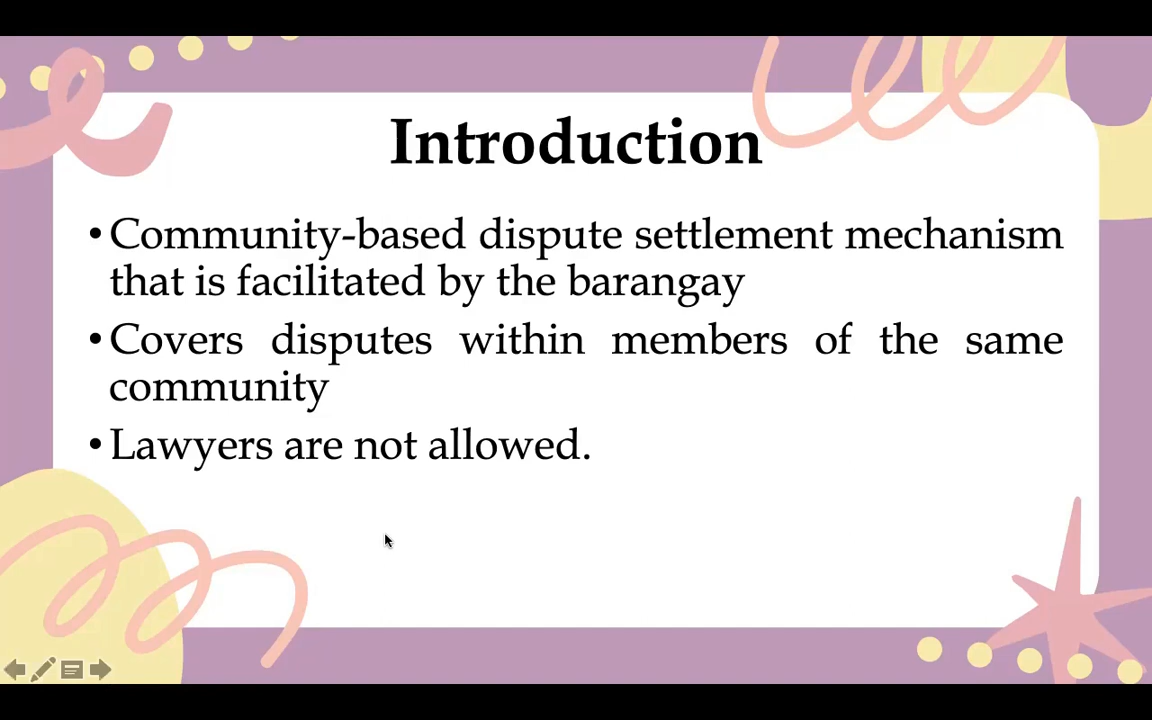 Introduction
• Community-based dispute settlement mechanism
that is facilitated by the barangay
• Covers disputes within members of the same
community
• Lawyers are not allowed.